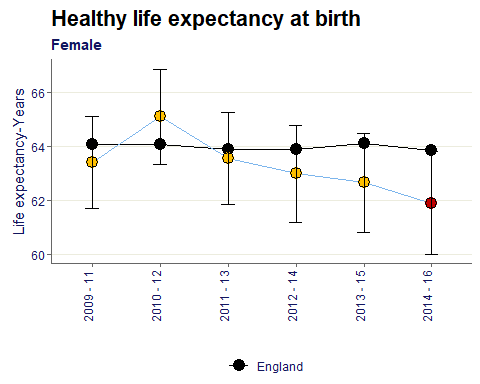 Healthy life expectancy at birth
Female
Life expectancy-Years
66
64
62
60
2009 - 11
2010 - 12
2011 - 13
2012 - 14
2013 - 15
2014 - 16
England